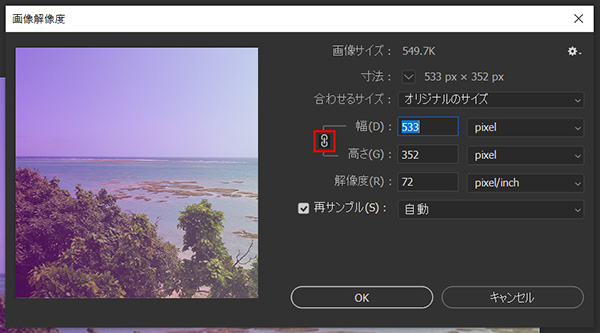 画像解像度
画像サイズ： 549.7K
寸法： 533 px × 352 px
合わせるサイズ： オリジナルのサイズ
幅(D)： 533 pixel
高さ(G)： 352 pixel
解像度(R)： 72 pixel/inch
再サンプル(S)： 自動
OK キャンセル